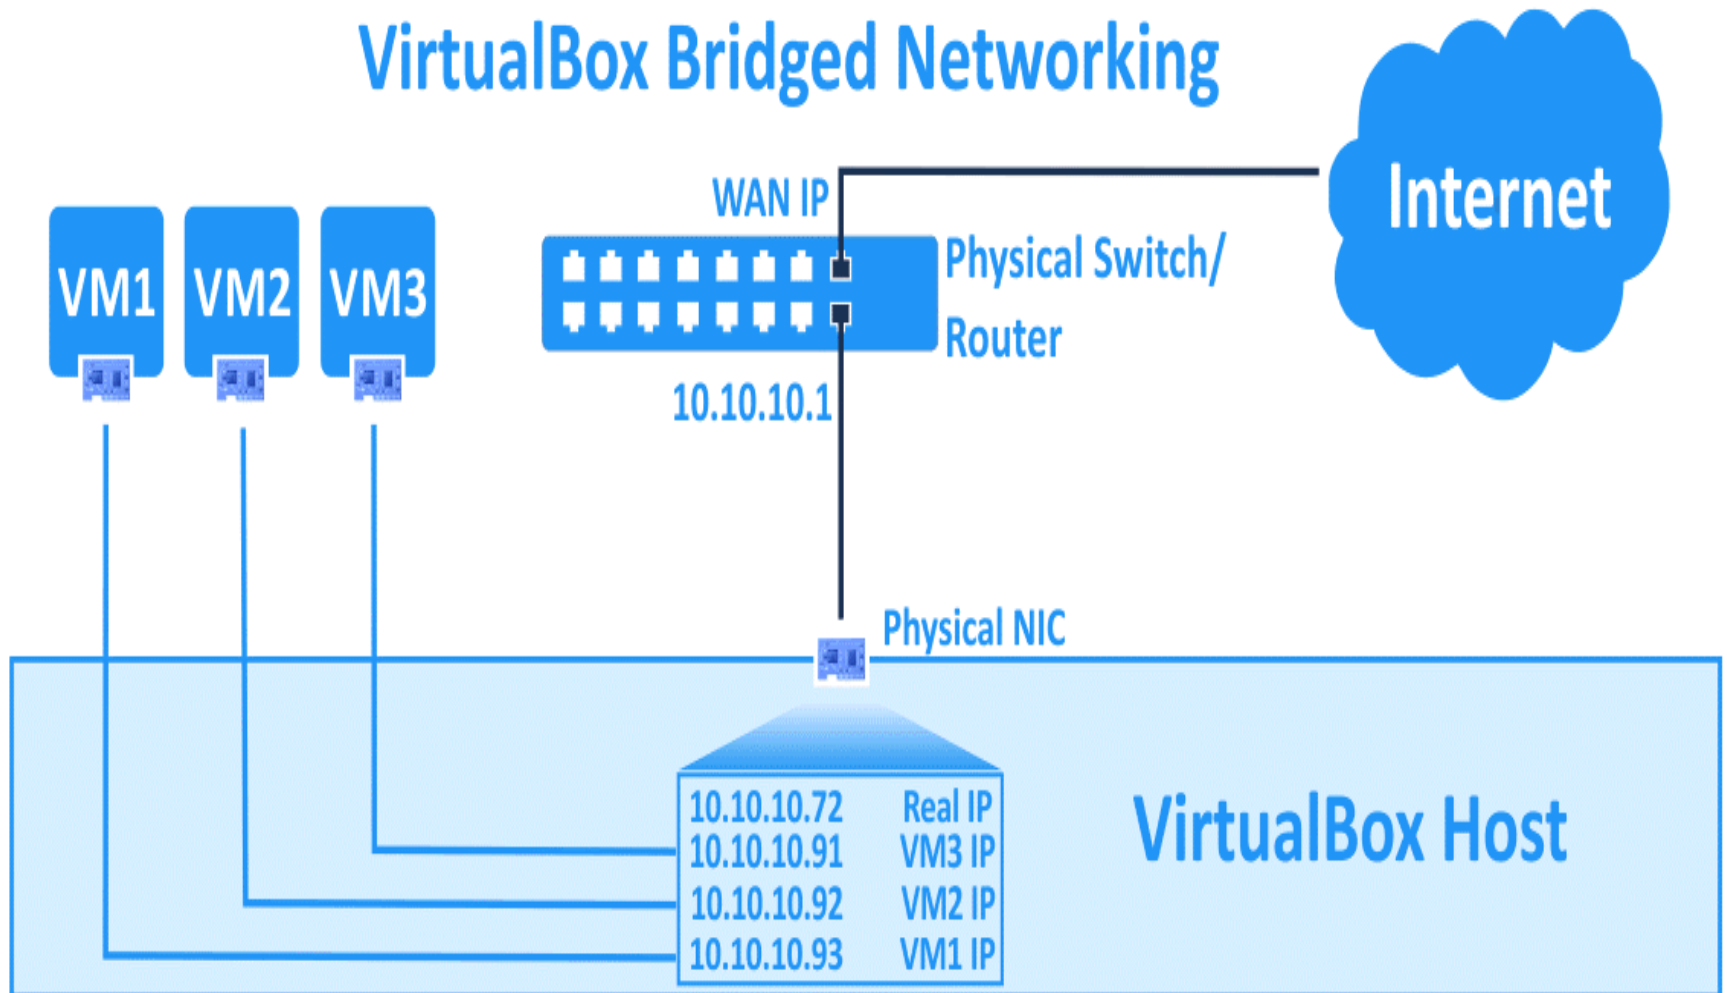 VirtualBox Bridged Networking
Internet
WAN IP
Physical Switch/
Router
VM1 VM2 VM3
10.10.10.1
Physical NIC
10.10.10.72 Real IP
10.10.10.91 VM3 IP
10.10.10.92 VM2 IP
10.10.10.93 VM1 IP
VirtualBox Host